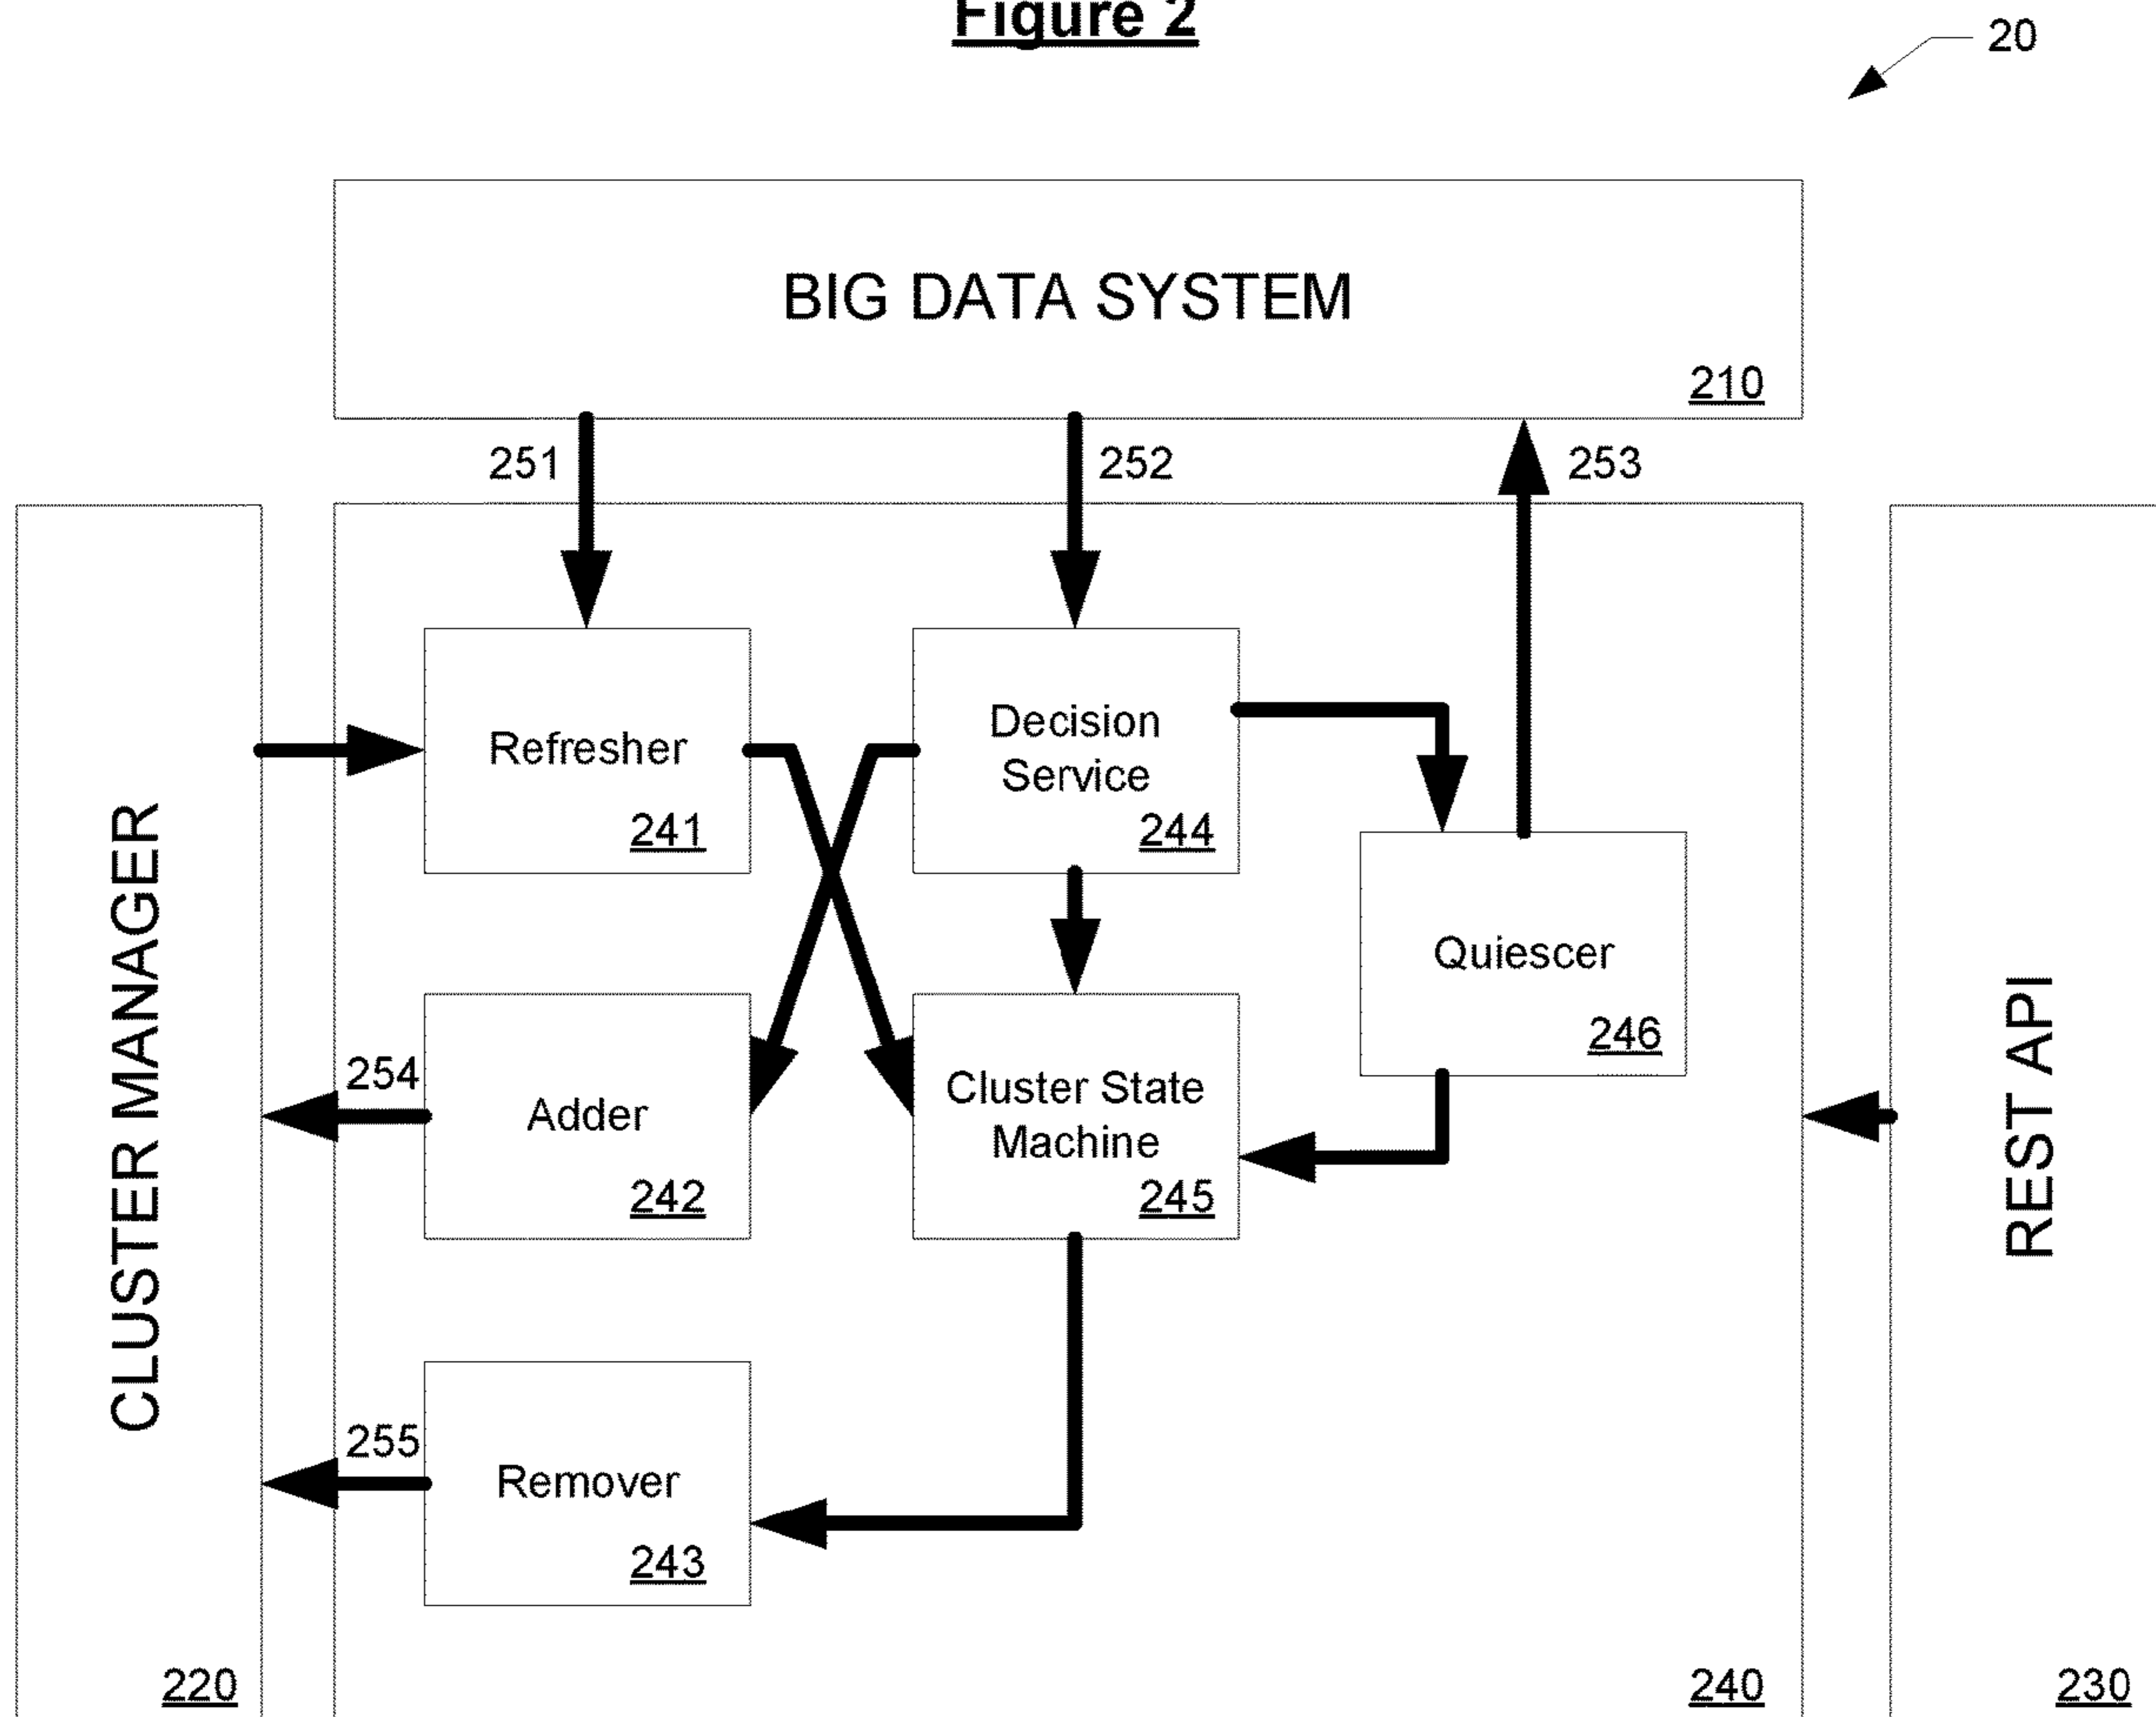 Figure 2
20
BIG DATA SYSTEM
210
251
252
253
Refresher
241
Decision
Service
244
Quiescer
246
254
Adder
242
Cluster State
Machine
245
255
Remover
243
CLUSTER MANAGER
220
240
REST API
230